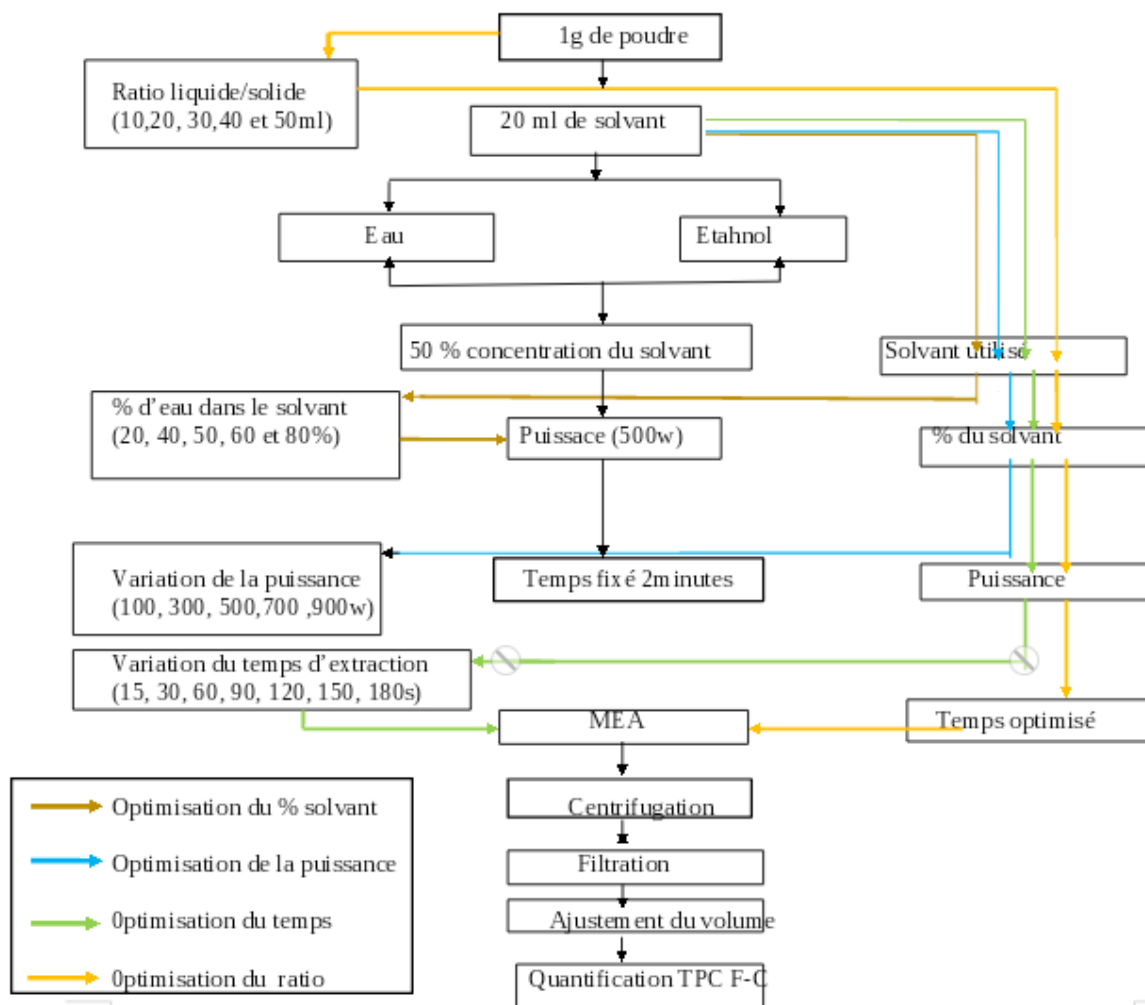 1g de poudre
Ratio liquide/solide
(10,20, 30,40 et 50ml)
20 ml de solvant
Eau
Etahnol
50 % concentration du solvant
Solvant utilisé
% d'eau dans le solvant
(20, 40, 50, 60 et 80%)
Puissace (500w)
% du solvant
Variation de la puissance
(100, 300, 500,700 ,900w)
Temps fixé 2minutes
Puissance
Variation du temps d'extraction
(15, 30, 60, 90, 120, 150, 180s)
MEA
Temps optimisé
Centrifugation
Filtration
Ajustement du volume
Quantification TPC F-C
Optimisation du % solvant
Optimisation de la puissance
0ptimisation du temps
0ptimisation du ratio